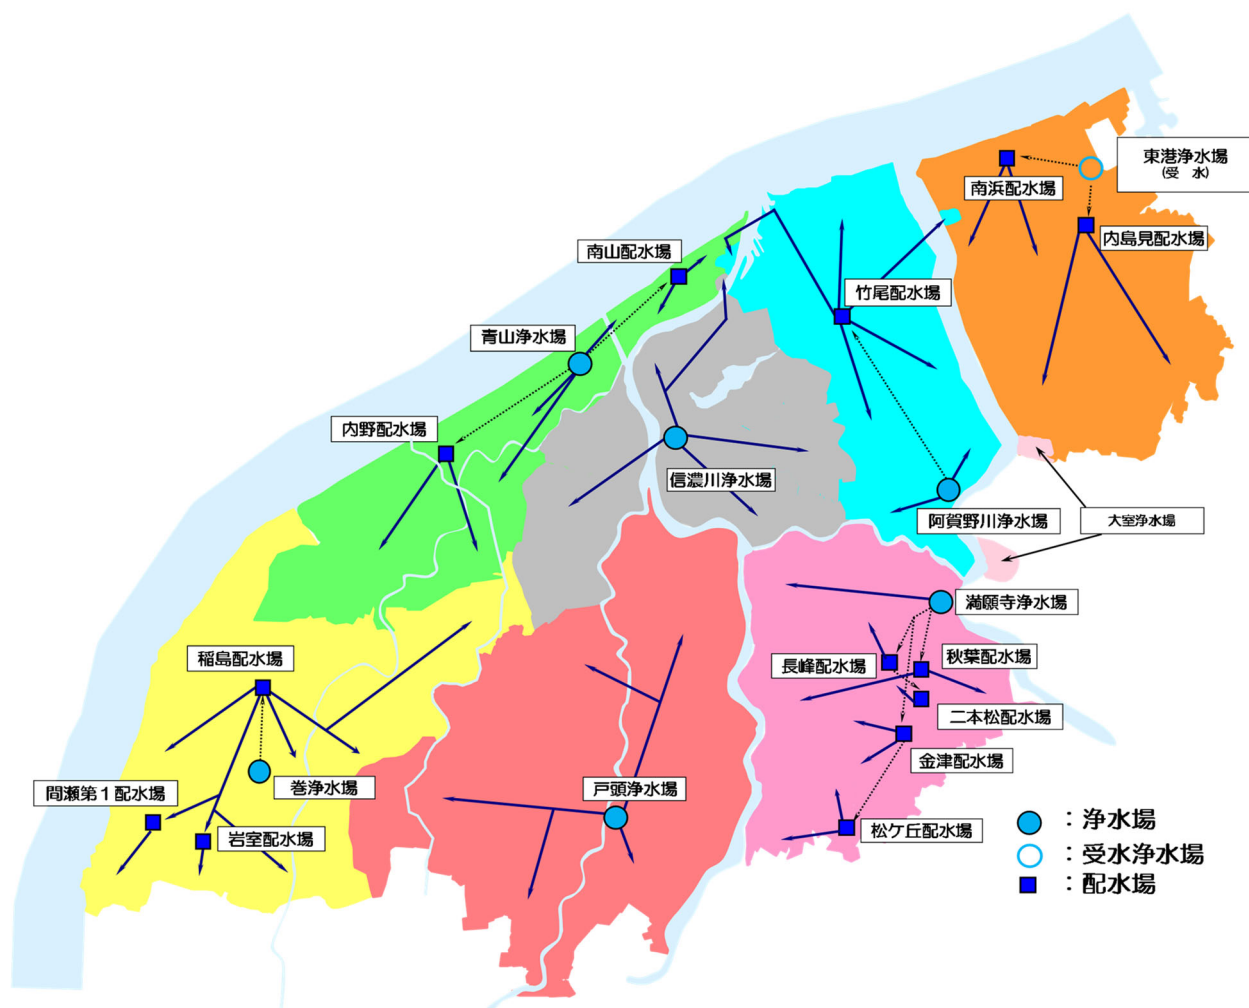 東港浄水場
(受　水)
南浜配水場
内島見配水場
南山配水場
竹尾配水場
青山浄水場
内野配水場
信濃川浄水場
阿賀野川浄水場
大室浄水場
満願寺浄水場
長峰配水場
秋葉配水場
二本松配水場
金津配水場
松ケ丘配水場
稲島配水場
巻浄水場
間瀬第１配水場
岩室配水場
戸頭浄水場
：浄水場
：受水浄水場
：配水場